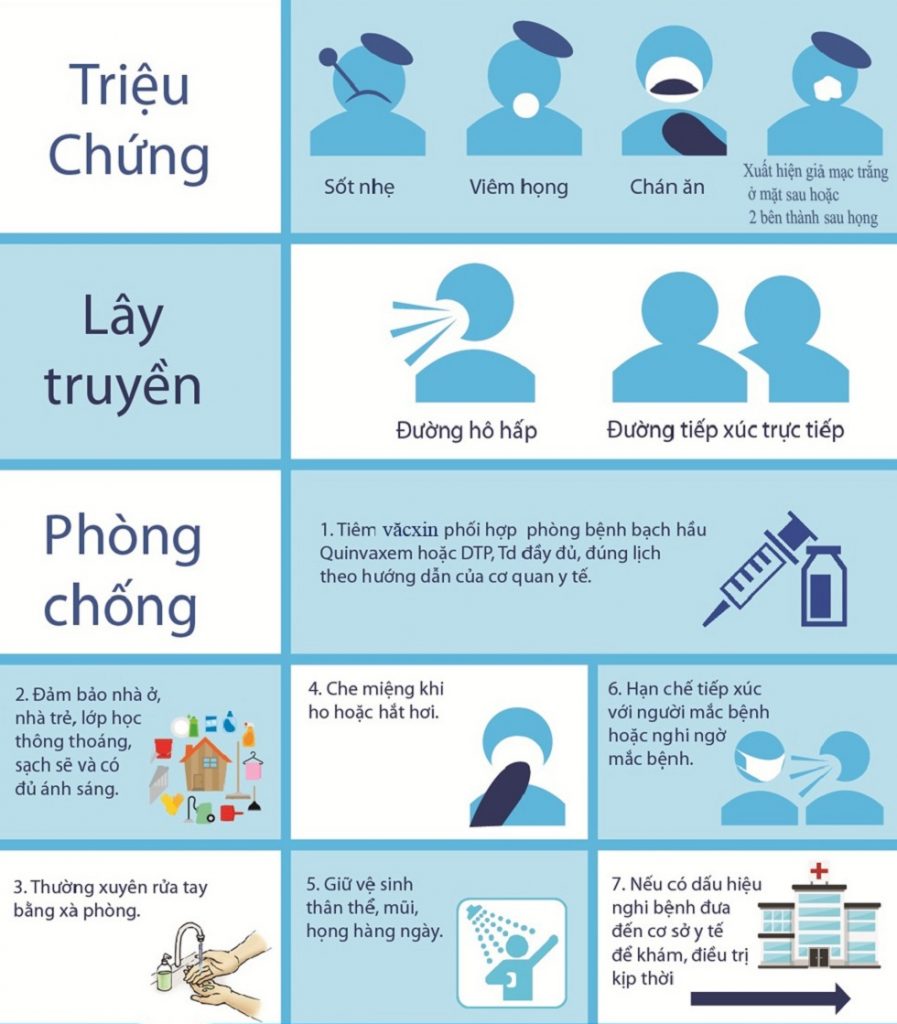 Triệu
Chứng
Sốt nhẹ
Viêm họng
Chán ăn
Xuất hiện giả mạc trắng
ở mặt sau hoặc
2 bên thành sau họng
Lây
truyền
Đường hô hấp
Đường tiếp xúc trực tiếp
Phòng
chống
1. Tiêm văcxin phối hợp phòng bệnh bạch hầu
Quinvaxem hoặc DTP, Td đầy đủ, đúng lịch
theo hướng dẫn của cơ quan y tế.
2. Đảm bảo nhà ở,
nhà trẻ, lớp học
thông thoáng,
sạch sẽ và có
đủ ánh sáng.
3. Thường xuyên rửa tay
bằng xà phòng.
4. Che miệng khi
ho hoặc hắt hơi.
5. Giữ vệ sinh
thân thể, mũi,
họng hàng ngày.
6. Hạn chế tiếp xúc
với người mắc bệnh
hoặc nghi ngờ
mắc bệnh.
7. Nếu có dấu hiệu
nghi bệnh đưa
đến cơ sở y tế
để khám, điều trị
kịp thời